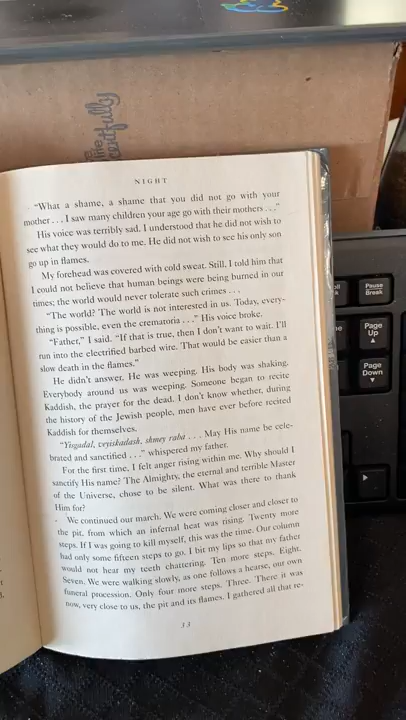 NIGHT
"What a shame, a shame that you did not go with your
mother . . . I saw many children your age go with their mothers . . ."
His voice was terribly sad. I understood that he did not wish to
see what they would do to me. He did not wish to see his only son
go up in flames.
My forehead was covered with cold sweat. Still, I told him that
I could not believe that human beings were being burned in our
times; the world would never tolerate such crimes . . .
"The world? The world is not interested in us. Today, every-
thing is possible, even the crematoria . . ." His voice broke.
"Father," I said. "If that is true, then I don't want to wait. I'll
run into the electrified barbed wire. That would be easier than a
slow death in the flames."
He didn't answer. He was weeping. His body was shaking.
Everybody around us was weeping. Someone began to recite
Kaddish, the prayer for the dead. I don't know whether, during
the history of the Jewish people, men have ever before recited
Kaddish for themselves.
"Yisgadal, veyiskadash, shmey raba . . . May His name be cele-
brated and sanctified . . ." whispered my father.
For the first time, I felt anger rising within me. Why should I
sanctify His name? The Almighty, the eternal and terrible Master
of the Universe, chose to be silent. What was there to thank
Him for?
We continued our march. We were coming closer and closer to
the pit, from which an infernal heat was rising. Twenty more
steps. If I was going to kill myself, this was the time. Our column
had only some fifteen steps to go. I bit my lips so that my father
would not hear my teeth chattering. Ten more steps. Eight.
Seven. We were walking slowly, as one follows a hearse, our own
funeral procession. Only four more steps. Three. There it was
now, very close to us, the pit and its flames. I gathered all that re-
33
Pause
Break
Page
Up
Page
Down